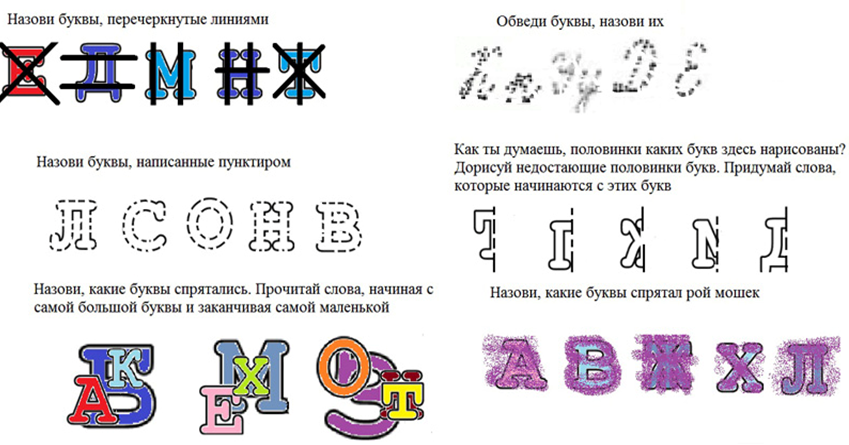 Назови буквы, перечеркнутые линиями
Е Д М Н Т
Назови буквы, написанные пунктиром
Л С О Н В
Назови, какие буквы спрятались. Прочитай слова, начиная с
самой большой буквы и заканчивая самой маленькой
Б А К
М Е Х
Э О Т
Обведи буквы, назови их
Как ты думаешь, половинки каких букв здесь нарисованы?
Дорисуй недостающие половинки букв. Придумай слова,
которые начинаются с этих букв
Назови, какие буквы спрятал рой мошек
А В Ж Х Л